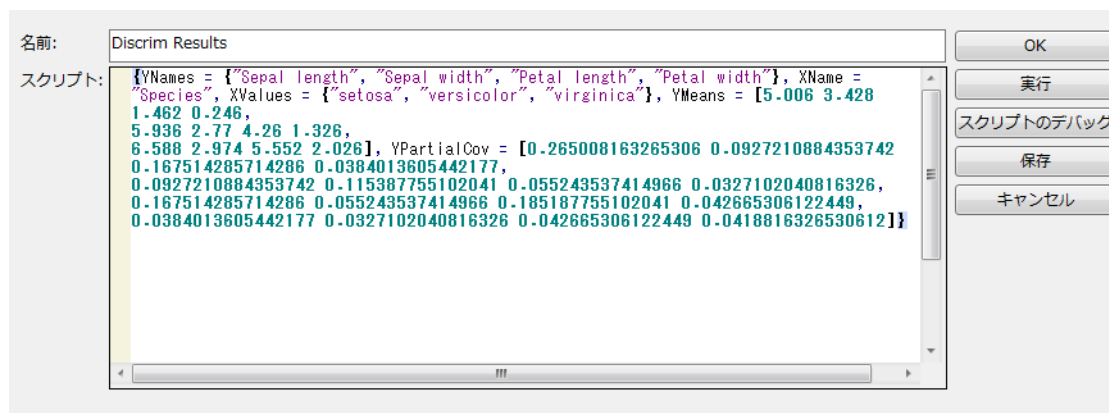 名前:
Discrim Results
スクリプト:
{YNames = {"Sepal length", "Sepal width", "Petal length", "Petal width"}, XName =
"Species", XValues = {"setosa", "versicolor", "virginica"}, YMeans = [5.006 3.428
1.462 0.246,
5.936 2.77 4.26 1.326,
6.588 2.974 5.552 2.026], YPartialCov = [0.265008163265306 0.0927210884353742
0.167514285714286 0.0384013605442177,
0.0927210884353742 0.115387755102041 0.055243537414966 0.0327102040816326,
0.167514285714286 0.055243537414966 0.185187755102041 0.042665306122449,
0.0384013605442177 0.0327102040816326 0.042665306122449 0.0418816326530612]}
OK
実行
スクリプトのデバッグ
保存
キャンセル